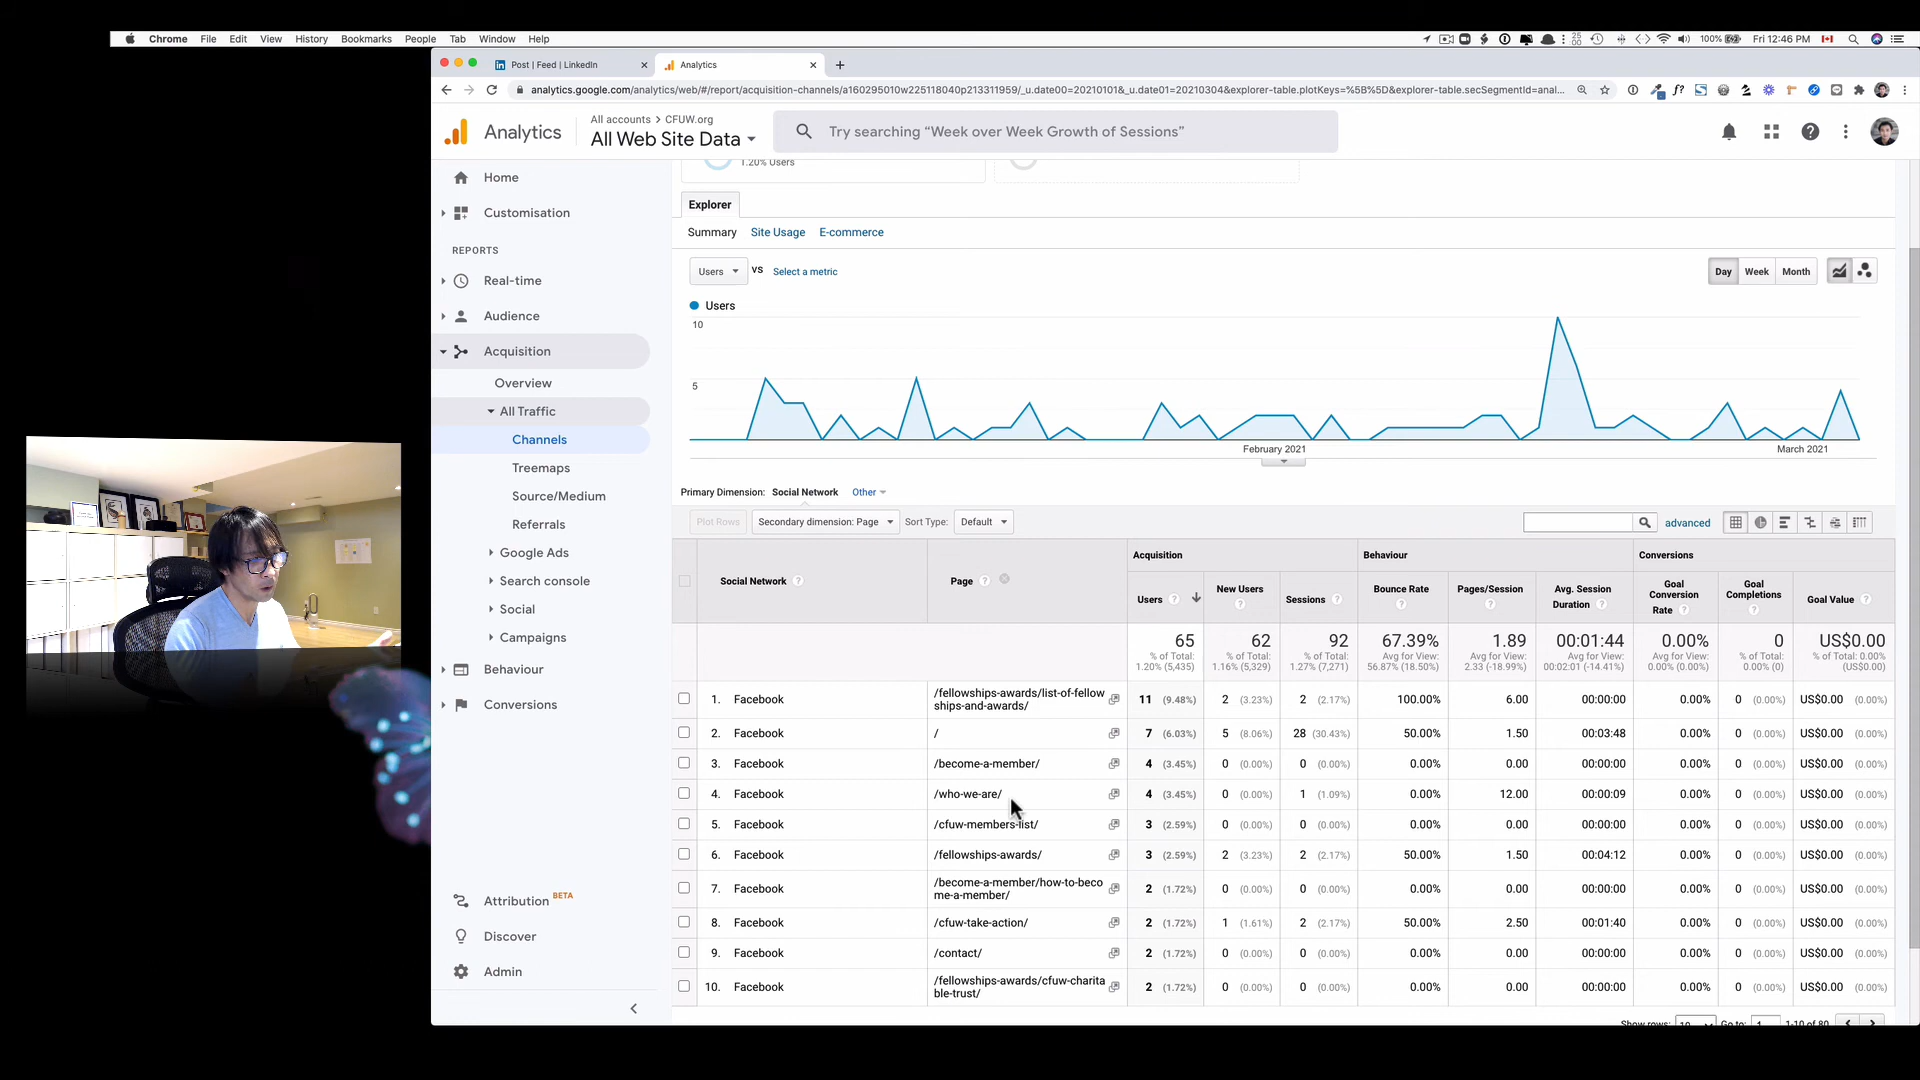 Chrome File Edit View History Bookmarks People Tab Window Help
100% Fri 12:46 PM
Post | Feed | LinkedIn
Analytics
analytics.google.com/analytics/web/#/report/acquisition-channels/a160295010w225118040p213311959/_u.date00=20210101&_u.date01=20210304&explorer-table.plotKeys=%5B%5D&explorer-table.secSegmentId=anal...
Analytics
All accounts > CFUW.org
All Web Site Data
Try searching “Week over Week Growth of Sessions”
Home
Customisation
REPORTS
Real-time
Audience
Acquisition
Overview
All Traffic
Channels
Treemaps
Source/Medium
Referrals
Google Ads
Search console
Social
Campaigns
Behaviour
Conversions
Attribution BETA
Discover
Admin
1.20% Users
Explorer
Summary Site Usage E-commerce
Users VS Select a metric
Day Week Month
Users
10
5
February 2021 March 2021
Primary Dimension: Social Network Other
Plot Rows Secondary dimension: Page Sort Type: Default advanced
Acquisition Behaviour Conversions
Social Network Page Users New Users Sessions Bounce Rate Pages/Session Avg. Session Duration Goal Conversion Rate Goal Completions Goal Value
65 62 92 67.39% 1.89 00:01:44 0.00% 0 US$0.00
% of Total: % of Total: % of Total: Avg for View: Avg for View: Avg for View: Avg for View: % of Total: % of Total: 0.00%
1.20% (5,435) 1.16% (5,329) 1.27% (7,271) 56.87% (18.50%) 2.33 (-18.99%) 00:02:01 (-14.41%) 0.00% (0.00%) 0.00% (0) (US$0.00)
1. Facebook /fellowships-awards/list-of-fellowships-and-awards/ 11 (9.48%) 2 (3.23%) 2 (2.17%) 100.00% 6.00 00:00:00 0.00% 0 (0.00%) US$0.00 (0.00%)
2. Facebook / 7 (6.03%) 5 (8.06%) 28 (30.43%) 50.00% 1.50 00:03:48 0.00% 0 (0.00%) US$0.00 (0.00%)
3. Facebook /become-a-member/ 4 (3.45%) 0 (0.00%) 0 (0.00%) 0.00% 0.00 00:00:00 0.00% 0 (0.00%) US$0.00 (0.00%)
4. Facebook /who-we-are/ 4 (3.45%) 0 (0.00%) 1 (1.09%) 0.00% 12.00 00:00:09 0.00% 0 (0.00%) US$0.00 (0.00%)
5. Facebook /cfuw-members-list/ 3 (2.59%) 0 (0.00%) 0 (0.00%) 0.00% 0.00 00:00:00 0.00% 0 (0.00%) US$0.00 (0.00%)
6. Facebook /fellowships-awards/ 3 (2.59%) 2 (3.23%) 2 (2.17%) 50.00% 1.50 00:04:12 0.00% 0 (0.00%) US$0.00 (0.00%)
7. Facebook /become-a-member/how-to-become-a-member/ 2 (1.72%) 0 (0.00%) 0 (0.00%) 0.00% 0.00 00:00:00 0.00% 0 (0.00%) US$0.00 (0.00%)
8. Facebook /cfuw-take-action/ 2 (1.72%) 1 (1.61%) 2 (2.17%) 50.00% 2.50 00:01:40 0.00% 0 (0.00%) US$0.00 (0.00%)
9. Facebook /contact/ 2 (1.72%) 0 (0.00%) 0 (0.00%) 0.00% 0.00 00:00:00 0.00% 0 (0.00%) US$0.00 (0.00%)
10. Facebook /fellowships-awards/cfuw-charitable-trust/ 2 (1.72%) 0 (0.00%) 0 (0.00%) 0.00% 0.00 00:00:00 0.00% 0 (0.00%) US$0.00 (0.00%)
Show rows: 10 Go to: 1 1-10 of 80